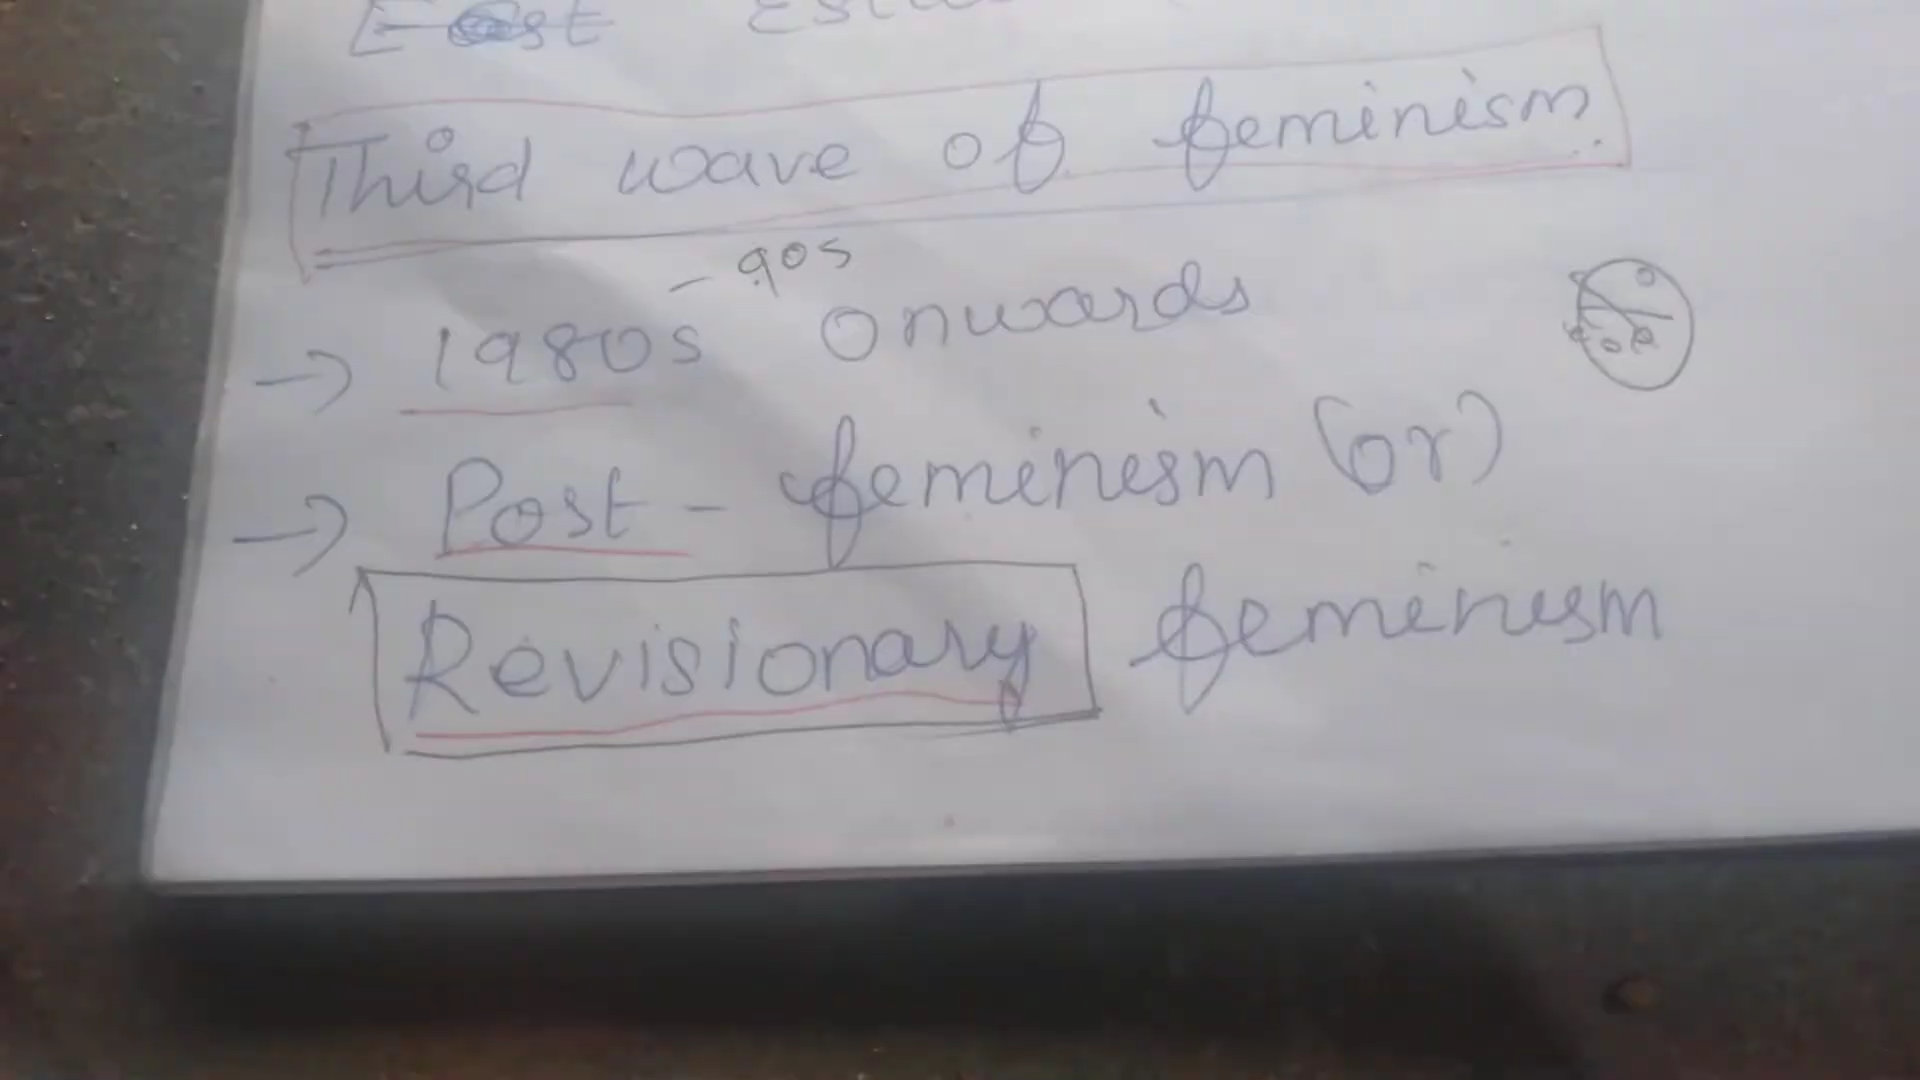 Third wave of feminism.
- 90s
→ 1980s onwards
→ Post - feminism (or)
Revisionary feminism